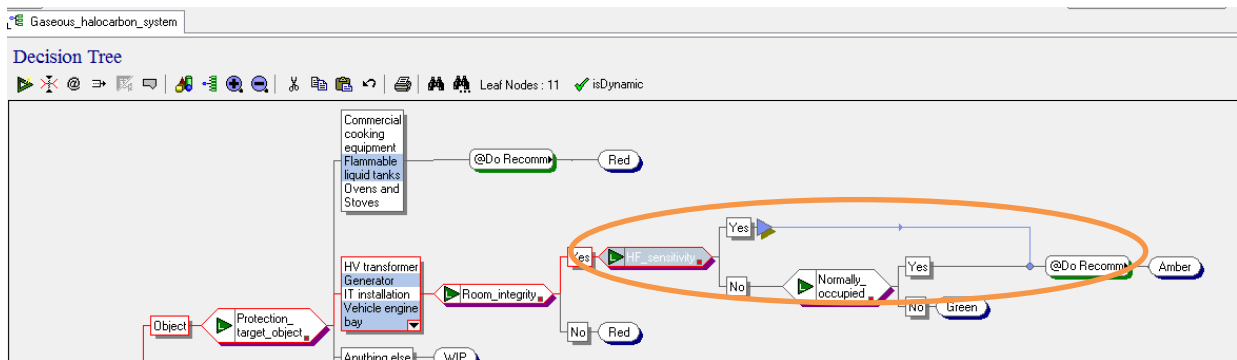 Gaseous_halocarbon_system
Decision Tree
Leaf Nodes : 11 isDynamic
Commercial
cooking
equipment
Flammable
liquid tanks
Ovens and
Stoves
@Do Recomm
Red
Yes
HF_sensitivity
Yes
No
Normally_
occupied
Yes
@Do Recomm
Amber
No
Green
HV transformer
Generator
IT installation
Vehicle engine
bay
Room_integrity
No
Red
Object
Protection_
target_object
Anything else
WIP